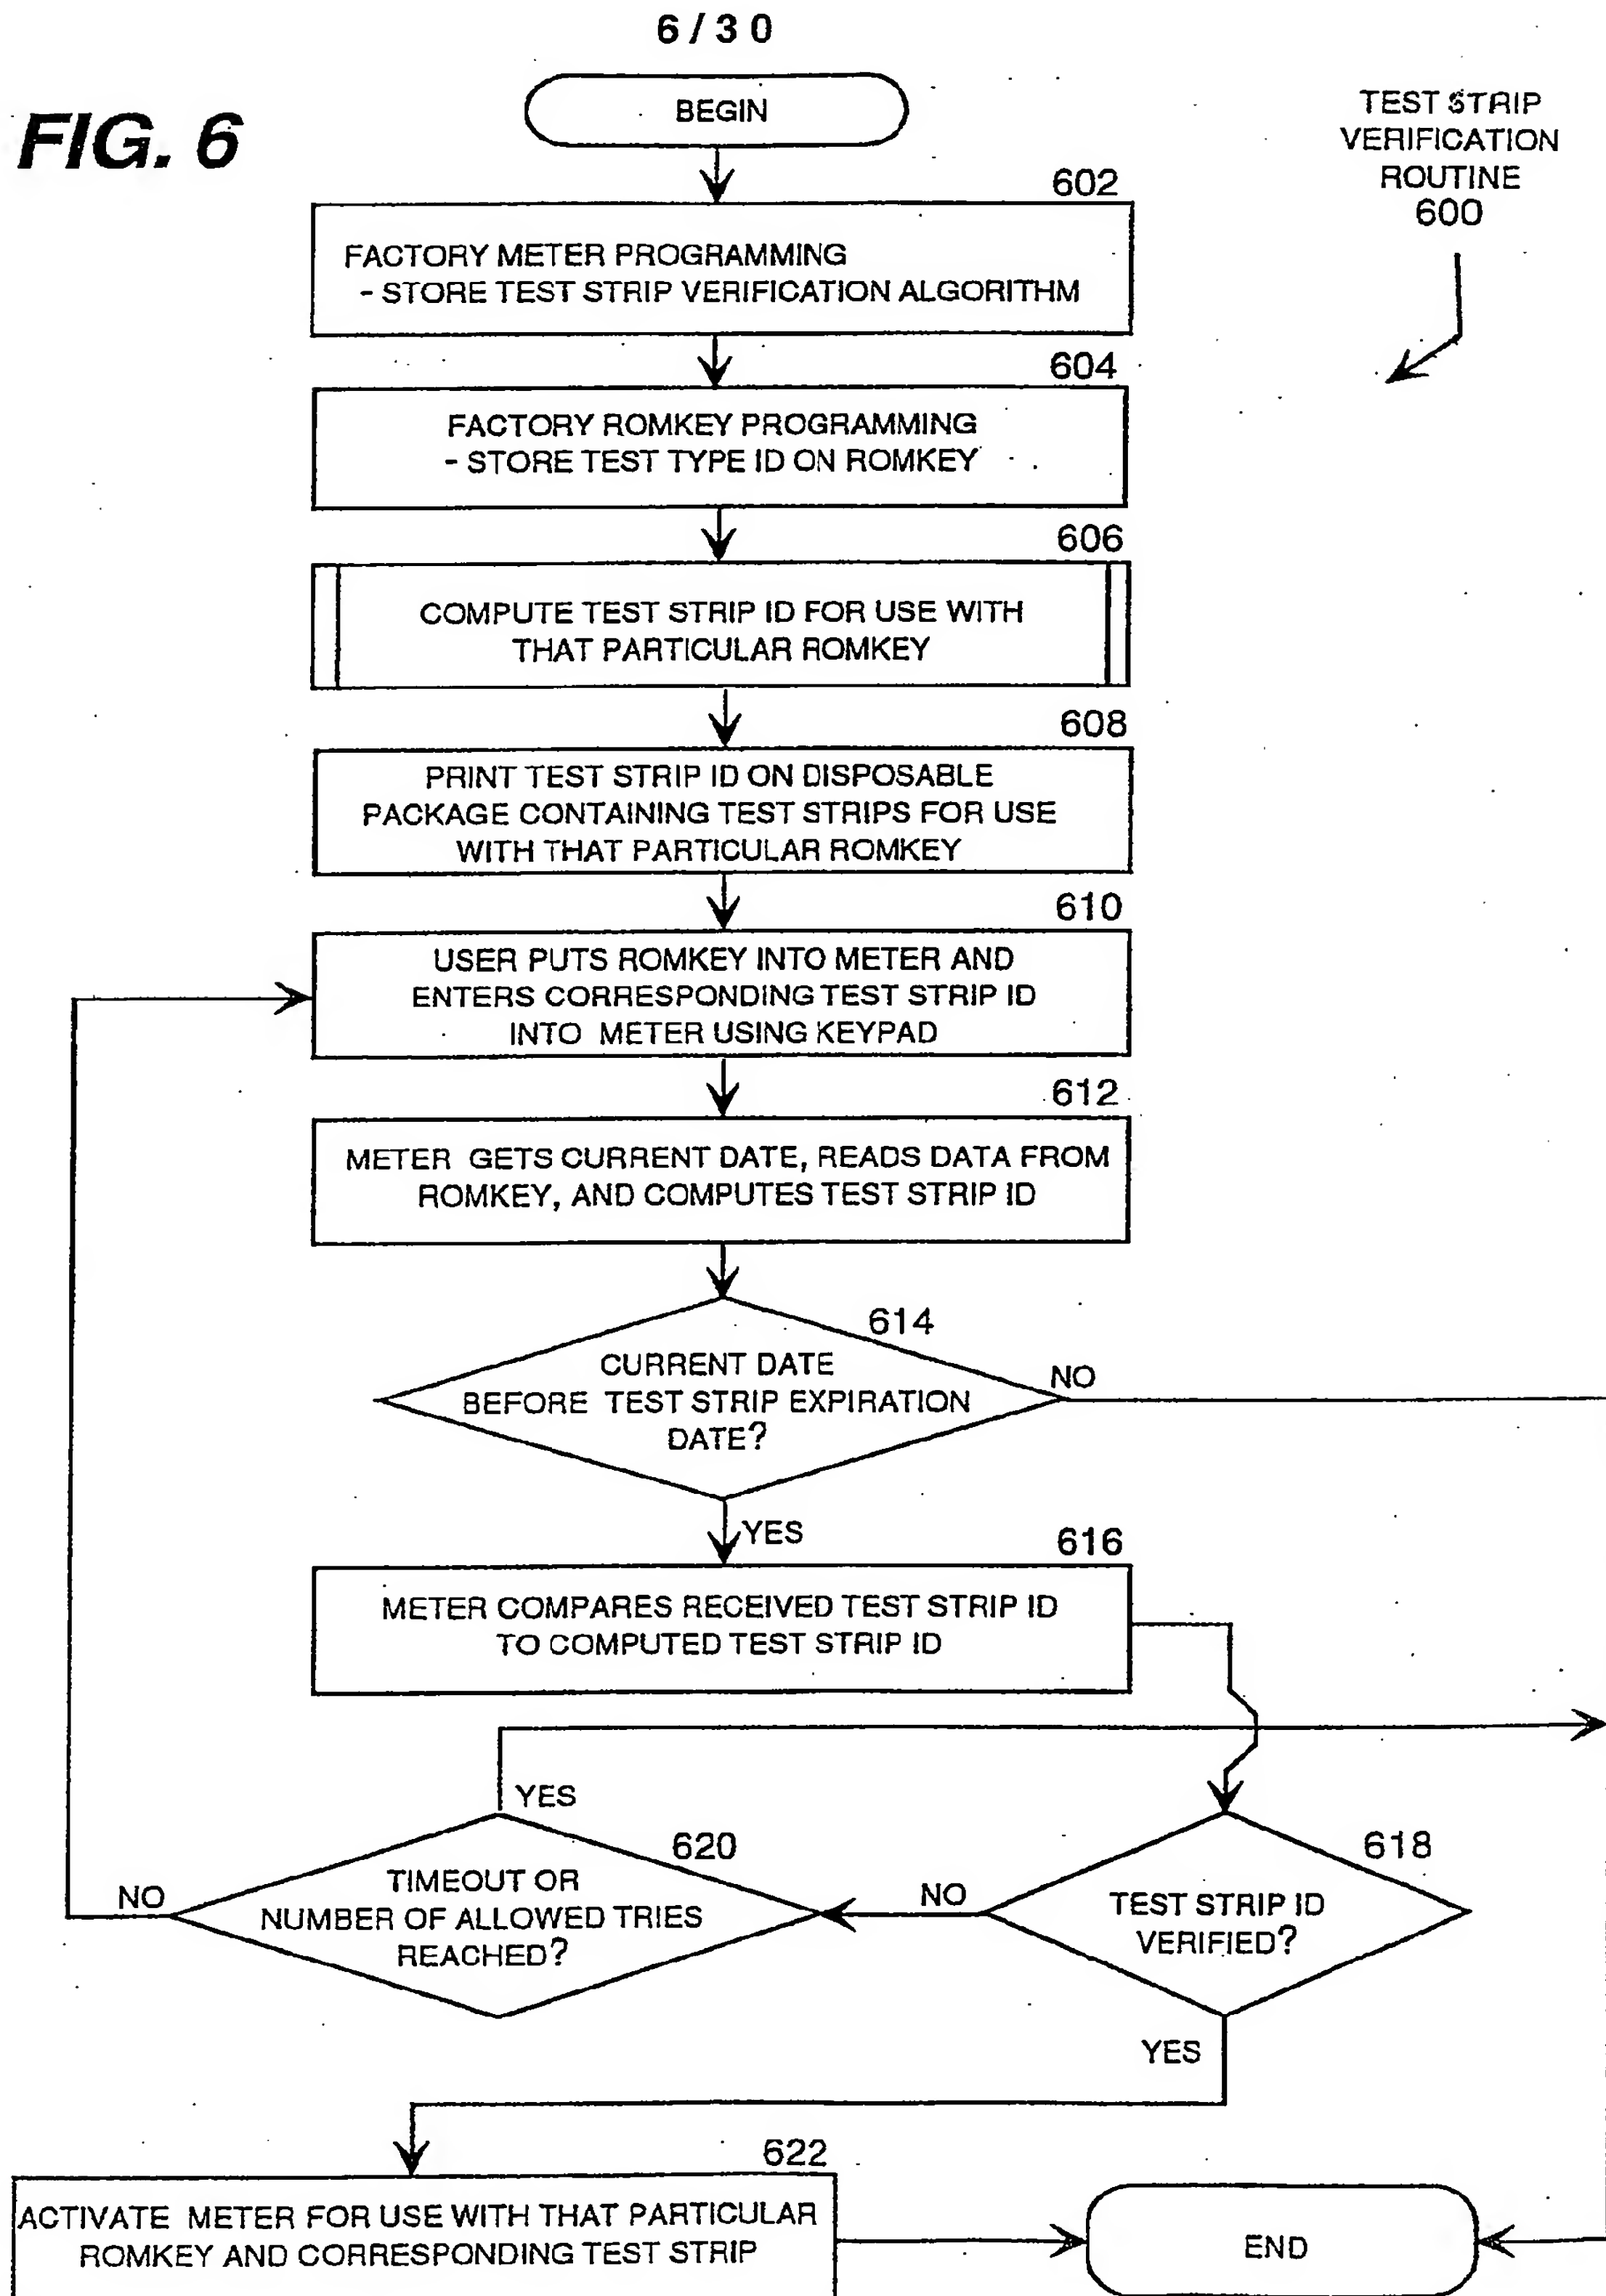 6/30
FIG. 6
BEGIN
TEST STRIP
VERIFICATION
ROUTINE
600
602
FACTORY METER PROGRAMMING
- STORE TEST STRIP VERIFICATION ALGORITHM
604
FACTORY ROMKEY PROGRAMMING
- STORE TEST TYPE ID ON ROMKEY
606
COMPUTE TEST STRIP ID FOR USE WITH
THAT PARTICULAR ROMKEY
608
PRINT TEST STRIP ID ON DISPOSABLE
PACKAGE CONTAINING TEST STRIPS FOR USE
WITH THAT PARTICULAR ROMKEY
610
USER PUTS ROMKEY INTO METER AND
ENTERS CORRESPONDING TEST STRIP ID
INTO METER USING KEYPAD
612
METER GETS CURRENT DATE, READS DATA FROM
ROMKEY, AND COMPUTES TEST STRIP ID
614
CURRENT DATE
BEFORE TEST STRIP EXPIRATION
DATE?
NO
YES
616
METER COMPARES RECEIVED TEST STRIP ID
TO COMPUTED TEST STRIP ID
YES
620
TIMEOUT OR
NUMBER OF ALLOWED TRIES
REACHED?
NO
NO
618
TEST STRIP ID
VERIFIED?
YES
622
ACTIVATE METER FOR USE WITH THAT PARTICULAR
ROMKEY AND CORRESPONDING TEST STRIP
END